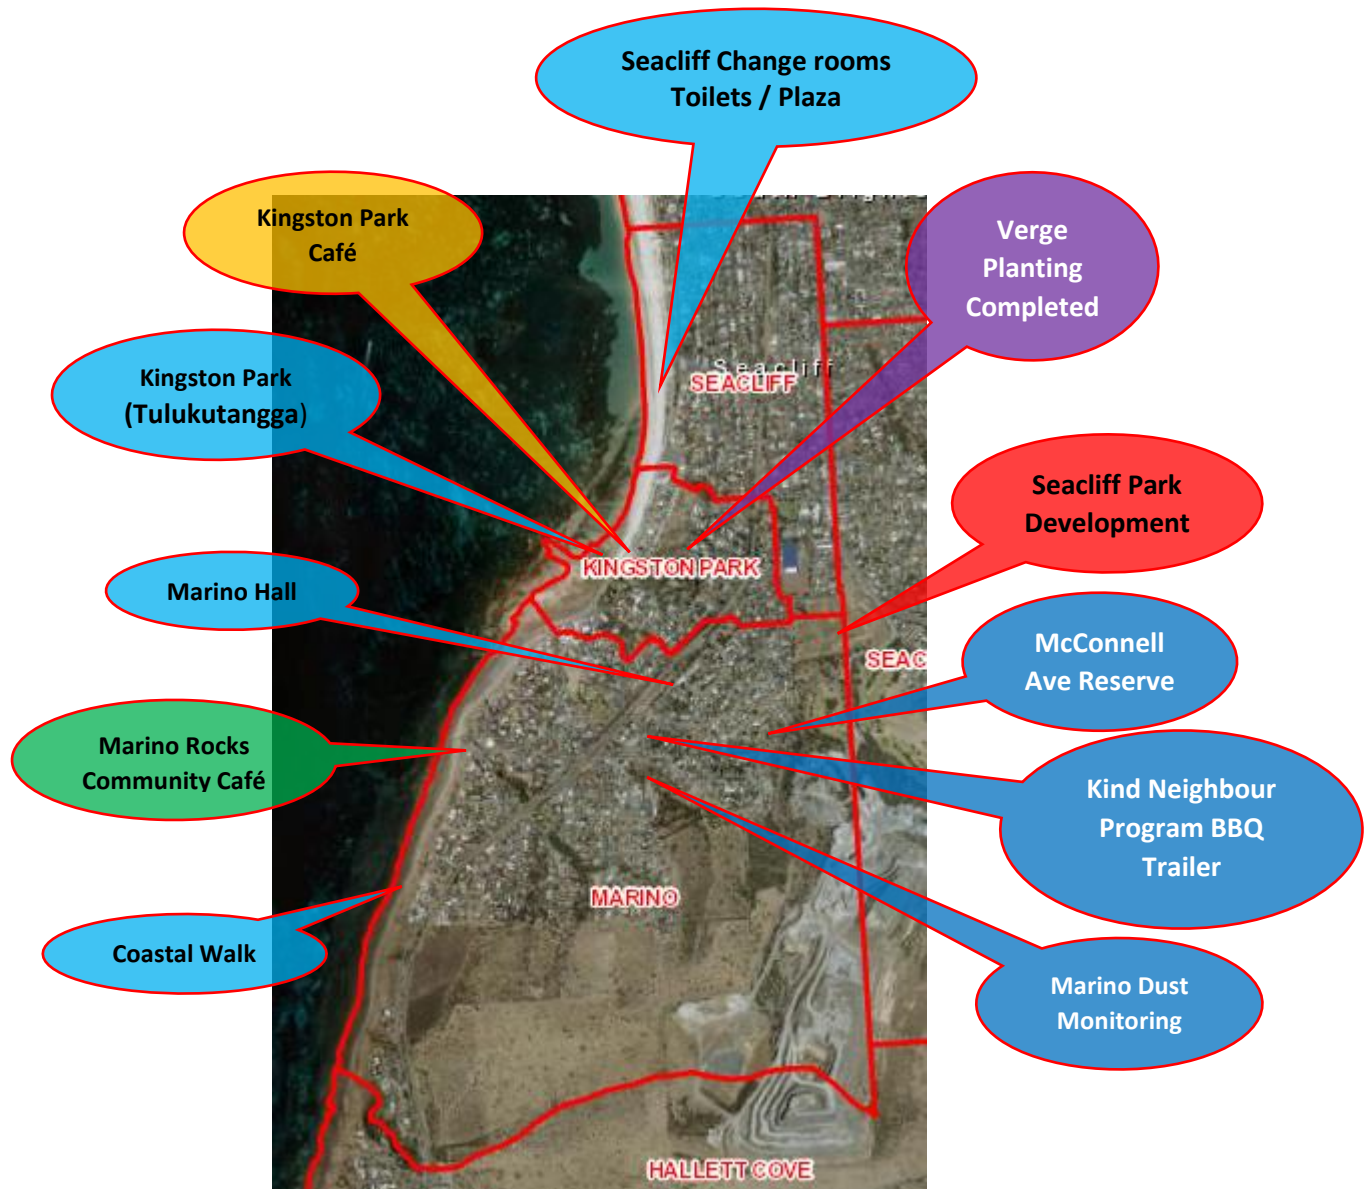 Seacliff Change rooms
Toilets / Plaza
Kingston Park
Café
Verge
Planting
Completed
Kingston Park
(Tulukutangga)
Seacliff
SEACLIFF
Seacliff Park
Development
KINGSTON PARK
Marino Hall
McConnell
Ave Reserve
SEAC
Marino Rocks
Community Café
Kind Neighbour
Program BBQ
Trailer
MARINO
Coastal Walk
Marino Dust
Monitoring
HALLETT COVE